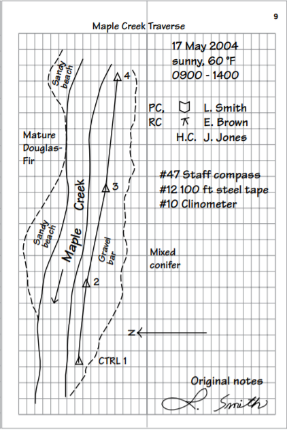 9
Maple Creek Traverse
17 May 2004
sunny, 60 °F
0900 - 1400
PC, L. Smith
RC E. Brown
H.C. J. Jones
#47 Staff compass
#12 100 ft steel tape
#10 Clinometer
Sandy
beach
4
Mature
Douglas-
Fir
3
Sandy
beach
Maple Creek
Gravel
bar
Mixed
conifer
2
N
CTRL 1
Original notes
L. Smith